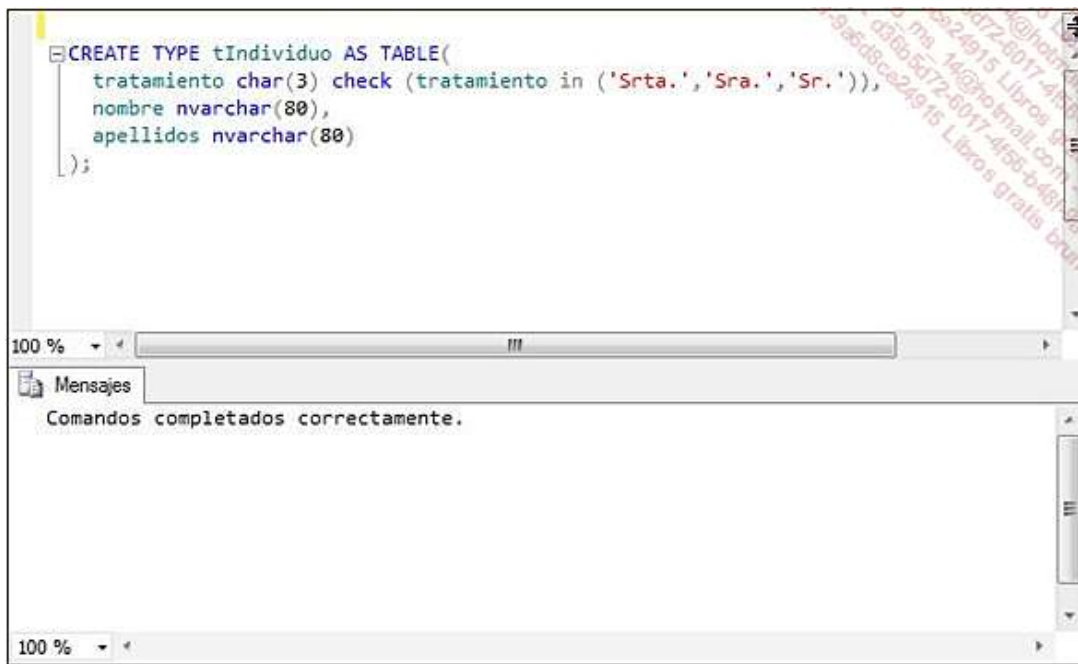 CREATE TYPE tIndividuo AS TABLE(
tratamiento char(3) check (tratamiento in ('Srta.','Sra.','Sr.')),
nombre nvarchar(80),
apellidos nvarchar(80)
);
100 %
Mensajes
Comandos completados correctamente.
100 %